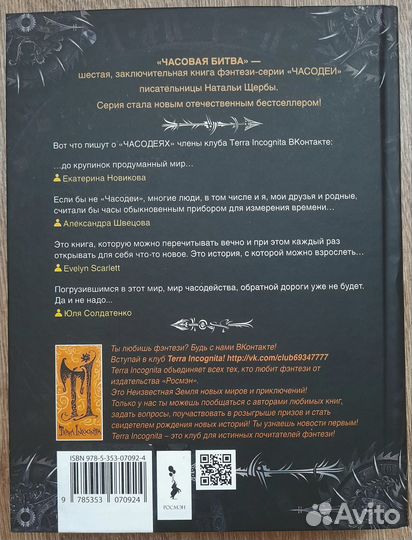 «ЧАСОВАЯ БИТВА» —
шестая, заключительная книга фэнтези-серии «ЧАСОДЕИ»
писательницы Натальи Щербы.
Серия стала новым отечественным бестселлером!
Вот что пишут о «ЧАСОДЕЯХ» члены клуба Terra Incognita ВКонтакте:
...до крупинок продуманный мир...
Екатерина Новикова
Если бы не «Часодеи», многие люди, в том числе и я, мои друзья и родные,
считали бы часы обыкновенным прибором для измерения времени...
Александра Швецова
Это книга, которую можно перечитывать вечно и при этом каждый раз
открывать для себя что-то новое. Это история, с которой можно взрослеть...
Evelyn Scarlett
Погрузившимся в этот мир, мир часодейства, обратной дороги уже не будет.
Да и не надо...
Юля Солдатенко
Ты любишь фэнтези? Будь с нами ВКонтакте!
Вступай в клуб Terra Incognita! http://vk.com/club69347777
Terra Incognita объединяет всех тех, кто любит фэнтези от
издательства «Росмэн».
Это Неизвестная Земля новых миров и приключений!
Только у нас ты можешь пообщаться с авторами любимых книг,
задать вопросы, поучаствовать в розыгрыше призов и стать
свидетелем рождения новых историй! Ты узнаешь новости первым!
Terra Incognita – это клуб для истинных почитателей фэнтези!
TERRA INCOGNITA
ISBN 978-5-353-07092-4
9 785353 070924
РОСМЭН
Avito